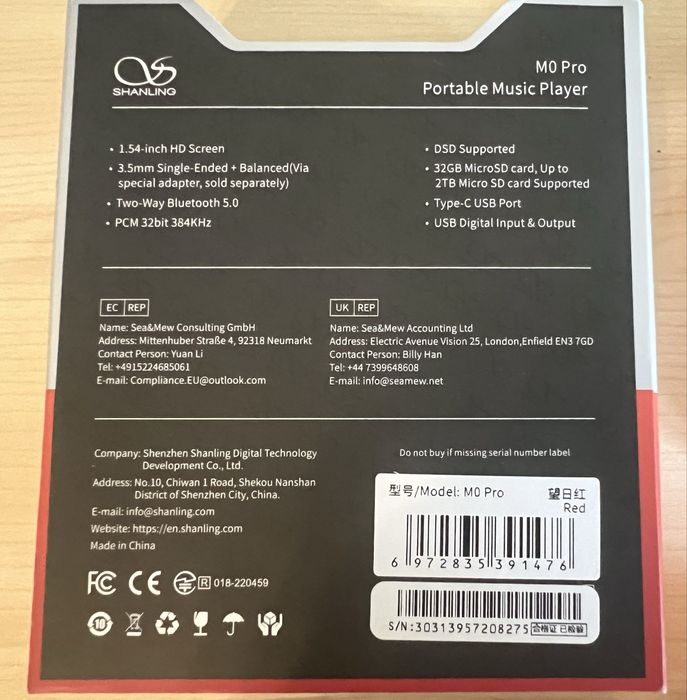 SHANLING
M0 Pro
Portable Music Player
• 1.54-inch HD Screen
• 3.5mm Single-Ended + Balanced(Via
special adapter, sold separately)
• Two-Way Bluetooth 5.0
• PCM 32bit 384KHz
• DSD Supported
• 32GB MicroSD card, Up to
2TB Micro SD card Supported
• Type-C USB Port
• USB Digital Input & Output
EC REP
Name: Sea&Mew Consulting GmbH
Address: Mittenhuber Straße 4, 92318 Neumarkt
Contact Person: Yuan Li
Tel: +4915224685061
E-mail: Compliance.EU@outlook.com
UK REP
Name: Sea&Mew Accounting Ltd
Address: Electric Avenue Vision 25, London,Enfield EN3 7GD
Contact Person: Billy Han
Tel: +44 7399648608
E-mail: info@seamew.net
Company: Shenzhen Shanling Digital Technology
Development Co., Ltd.
Address: No.10, Chiwan 1 Road, Shekou Nanshan
District of Shenzhen City, China.
E-mail: info@shanling.com
Website: https://en.shanling.com
Made in China
FC CE R 018-220459
10
Do not buy if missing serial number label
型号/Model: M0 Pro 望日红
Red
6 972835 391476
S/N:30313957208275 合格证 已检验